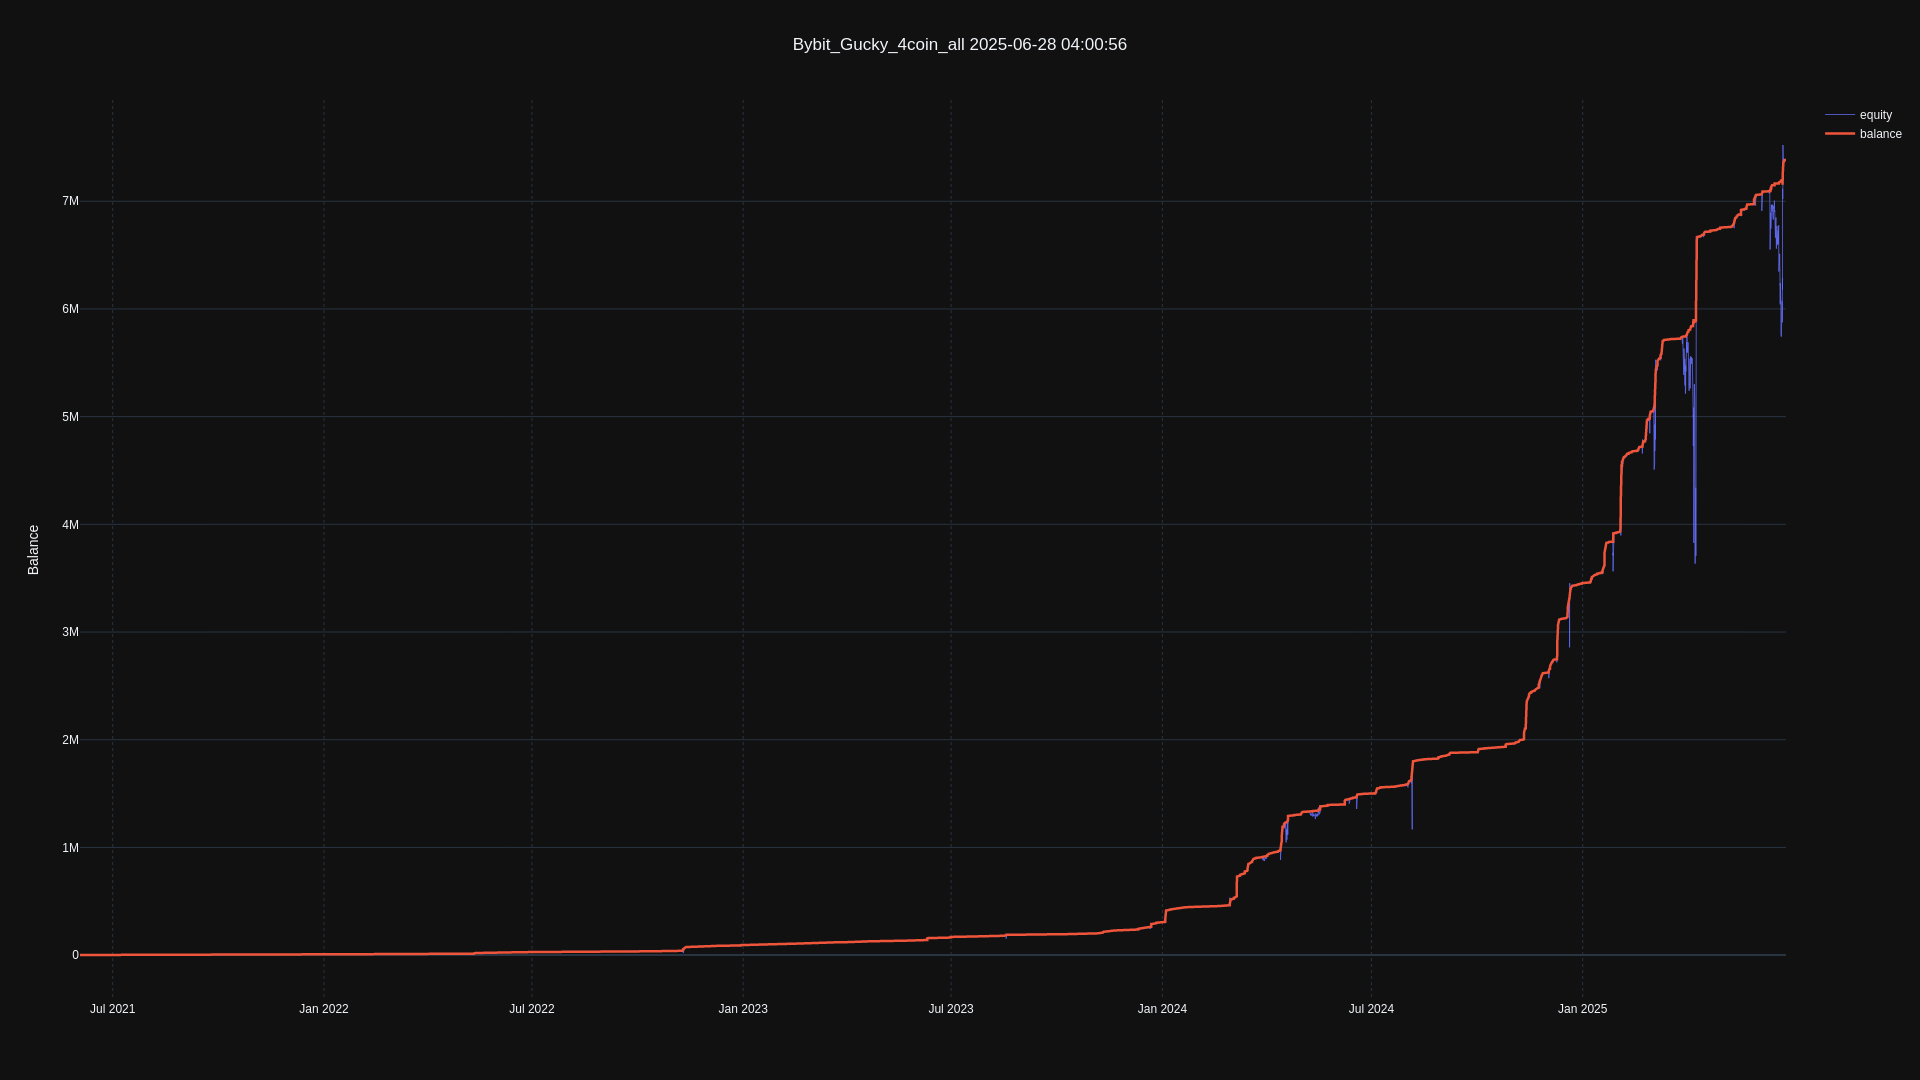 Bybit_Gucky_4coin_all 2025-06-28 04:00:56
equity
balance
7M
6M
5M
4M
3M
2M
1M
0
Balance
Jul 2021
Jan 2022
Jul 2022
Jan 2023
Jul 2023
Jan 2024
Jul 2024
Jan 2025